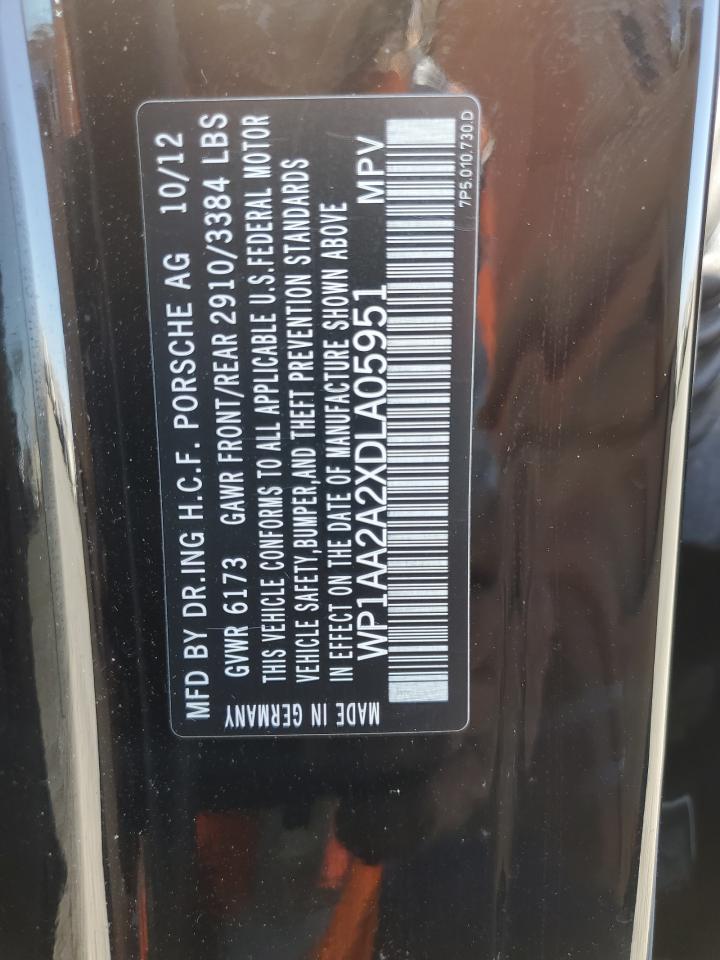 MFD BY DR.ING H.C.F. PORSCHE AG 10/12
GVWR 6173 GAWR FRONT/REAR 2910/3384 LBS
THIS VEHICLE CONFORMS TO ALL APPLICABLE U.S.FEDERAL MOTOR
VEHICLE SAFETY,BUMPER,AND THEFT PREVENTION STANDARDS
IN EFFECT ON THE DATE OF MANUFACTURE SHOWN ABOVE
WP1AA2A2XDLA05951 MPV
7P5.010.730.D
MADE IN GERMANY